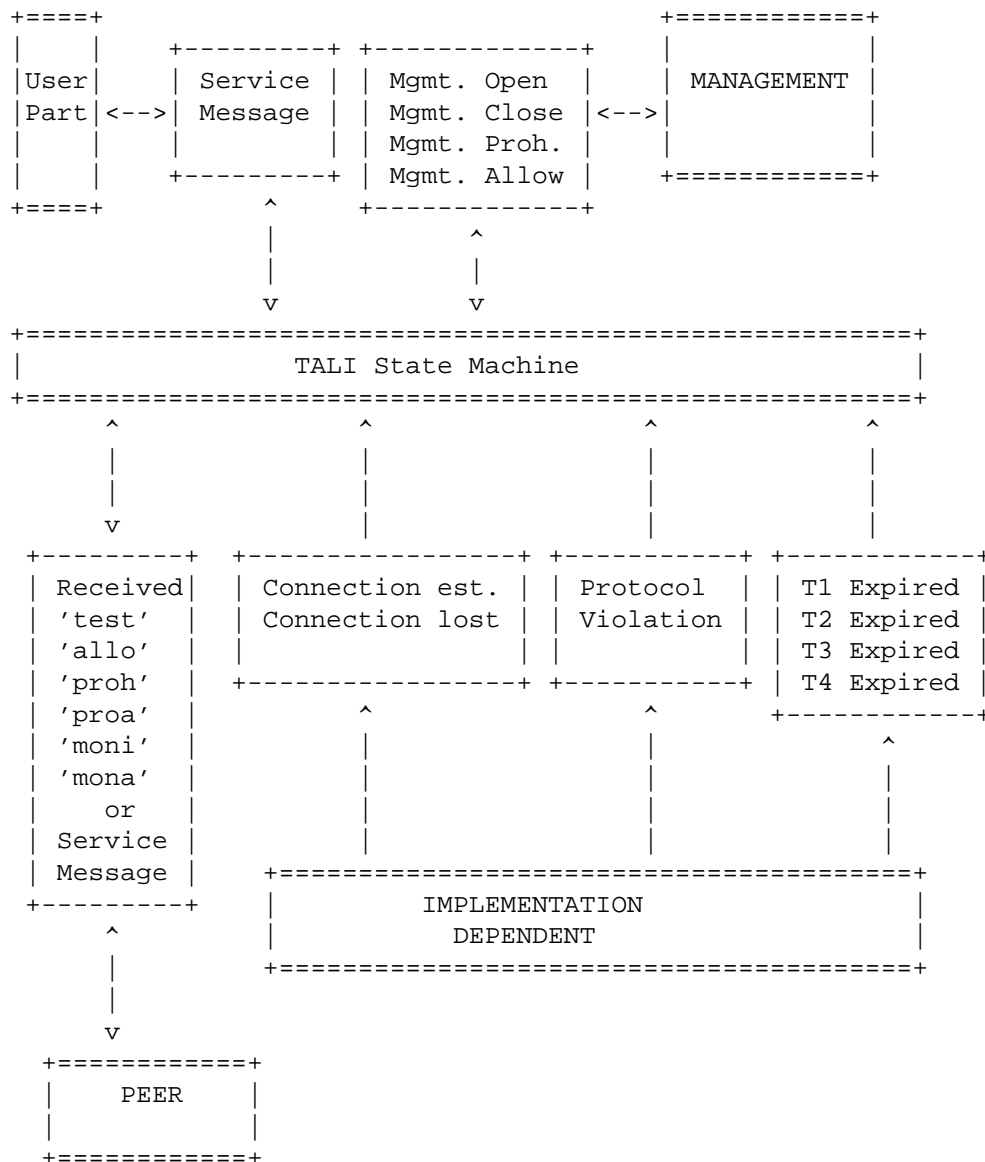 User
Part
Service
Message
Mgmt. Open
Mgmt. Close
Mgmt. Proh.
Mgmt. Allow
MANAGEMENT
TALI State Machine
Received
'test'
'allo'
'proh'
'proa'
'moni'
'mona'
or
Service
Message
Connection est.
Connection lost
Protocol
Violation
T1 Expired
T2 Expired
T3 Expired
T4 Expired
IMPLEMENTATION
DEPENDENT
PEER